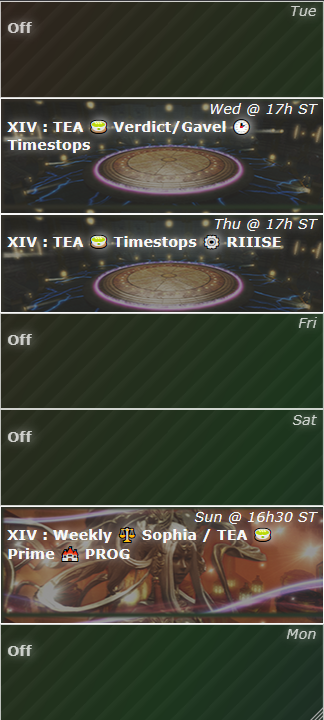 Tue
Off
Wed @ 17h ST
XIV : TEA 🍵 Verdict/Gavel 🕐
Timestops
Thu @ 17h ST
XIV : TEA 🍵 Timestops ⚙️ RIIISE
Fri
Off
Sat
Off
Sun @ 16h30 ST
XIV : Weekly ⚖️ Sophia / TEA 🍵
Prime 🏰 PROG
Mon
Off